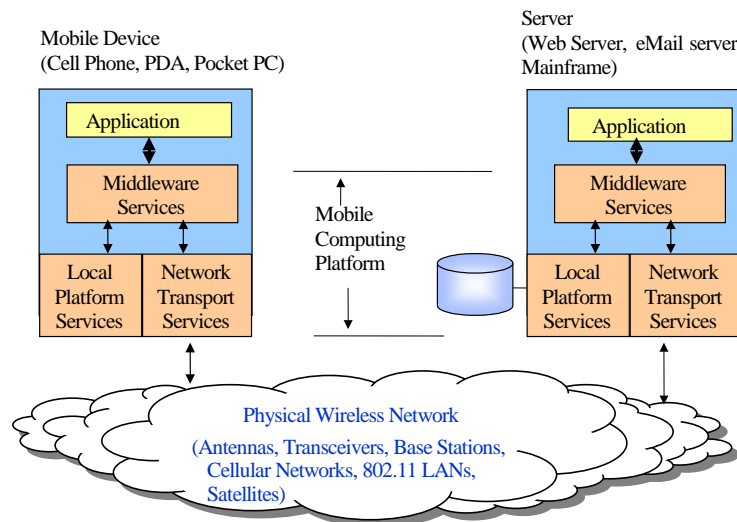 Mobile Device
(Cell Phone, PDA, Pocket PC)
Application
Middleware
Services
Local
Platform
Services
Network
Transport
Services
Mobile
Computing
Platform
Server
(Web Server, eMail server
Mainframe)
Application
Middleware
Services
Local
Platform
Services
Network
Transport
Services
Physical Wireless Network
(Antennas, Transceivers, Base Stations,
Cellular Networks, 802.11 LANs,
Satellites)